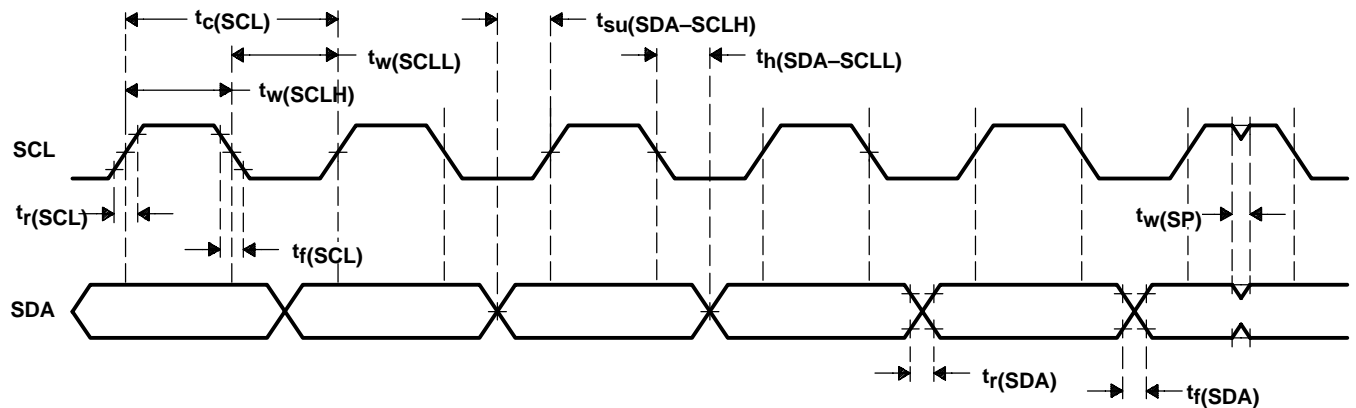 tc(SCL)
tsu(SDA–SCLH)
tw(SCLL)
th(SDA–SCLL)
tw(SCLH)
SCL
tr(SCL)
tw(SP)
tf(SCL)
SDA
tr(SDA)
tf(SDA)